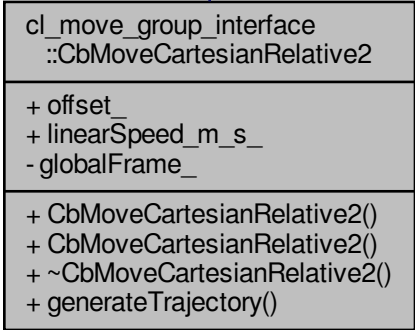 cl_move_group_interface
::CbMoveCartesianRelative2
+ offset_
+ linearSpeed_m_s_
- globalFrame_
+ CbMoveCartesianRelative2()
+ CbMoveCartesianRelative2()
+ ~CbMoveCartesianRelative2()
+ generateTrajectory()